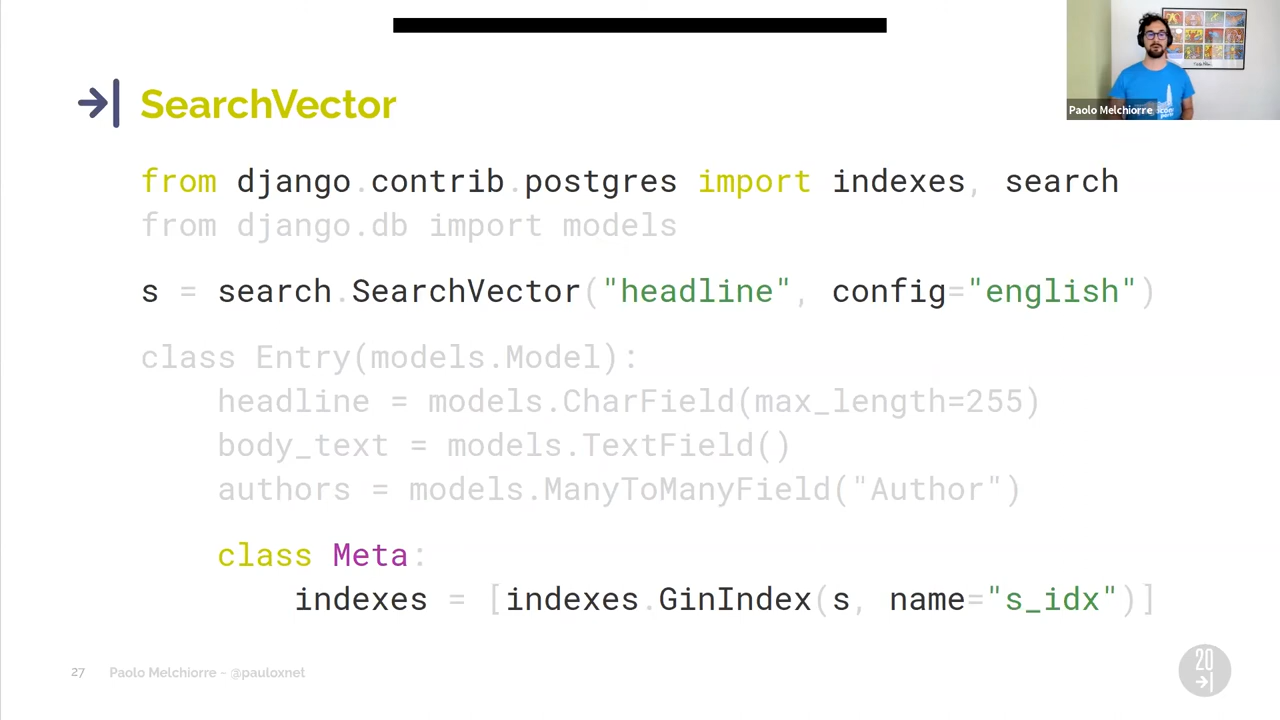 SearchVector
from django.contrib.postgres import indexes, search
from django.db import models
s = search.SearchVector("headline", config="english")
class Entry(models.Model):
headline = models.CharField(max_length=255)
body_text = models.TextField()
authors = models.ManyToManyField("Author")
class Meta:
indexes = [indexes.GinIndex(s, name="s_idx")]
27 Paolo Melchiorre ~ @pauloxnet
20
Paolo Melchiorre